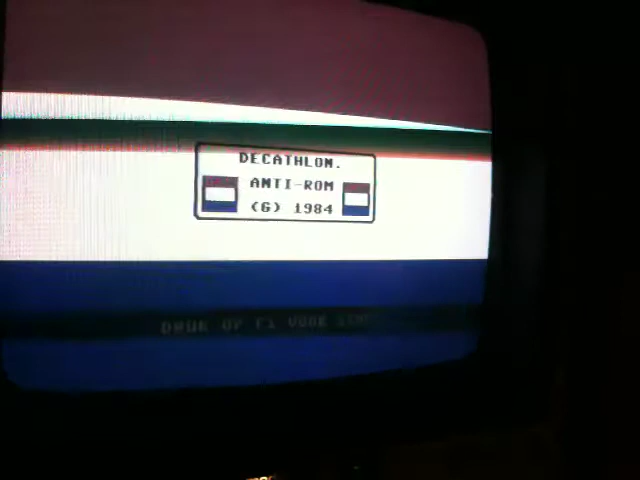 DECATHLON.
ANTI-ROM
(G) 1984
DRUK OP F1 VOOR